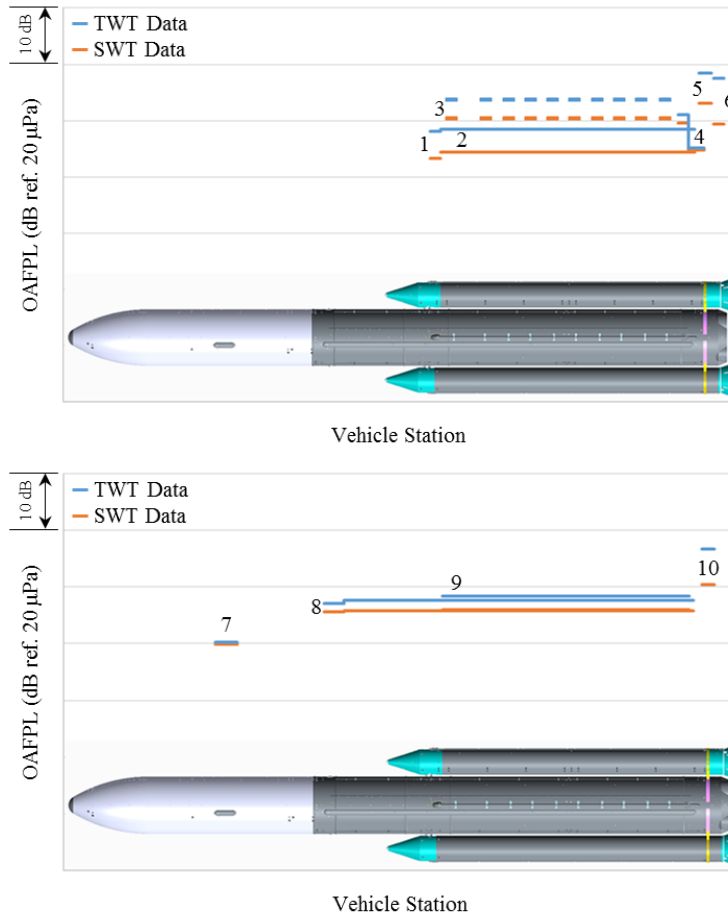 10 dB
TWT Data
SWT Data
OAFPL (dB ref. 20 µPa)
5
6
3
1
2
4
Vehicle Station
10 dB
TWT Data
SWT Data
OAFPL (dB ref. 20 µPa)
9
10
8
7
Vehicle Station